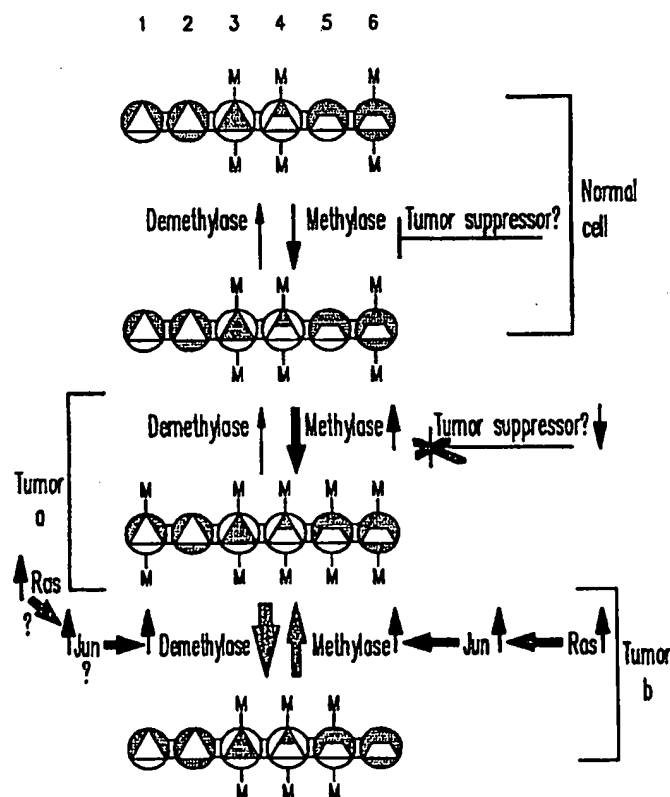 1 2 3 4 5 6
M M M
M M M
Demethylase Methylase Tumor suppressor?
Normal
cell
M M M
M M M
Demethylase Methylase Tumor suppressor?
Tumor
a
M M M M M
M M M M M
Ras
?
Jun
?
Demethylase Methylase Jun Ras
Tumor
b
M M M
M M M